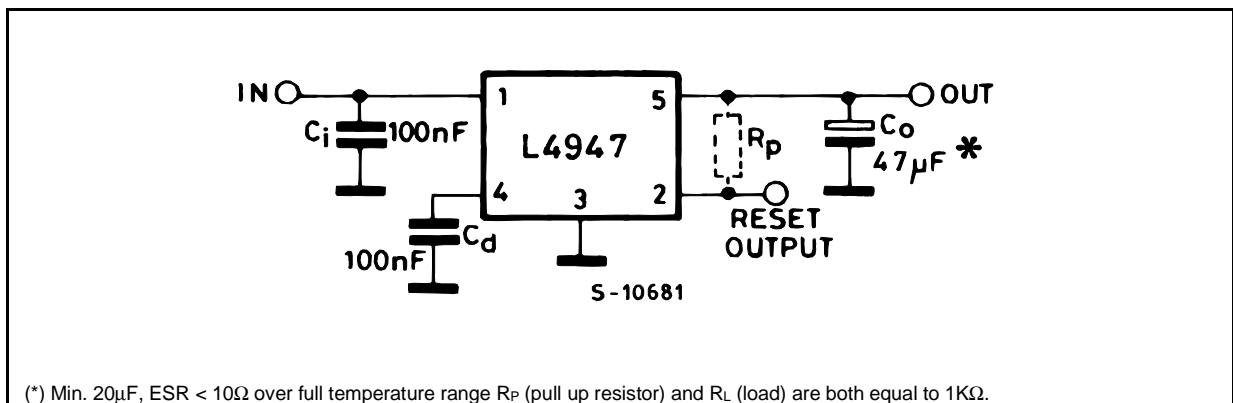 IN
1
5
OUT
Ci
100nF
L4947
Rp
Co
47µF *
4
3
2
Cd
100nF
RESET
OUTPUT
S-10681
(*) Min. 20µF, ESR < 10Ω over full temperature range RP (pull up resistor) and RL (load) are both equal to 1KΩ.